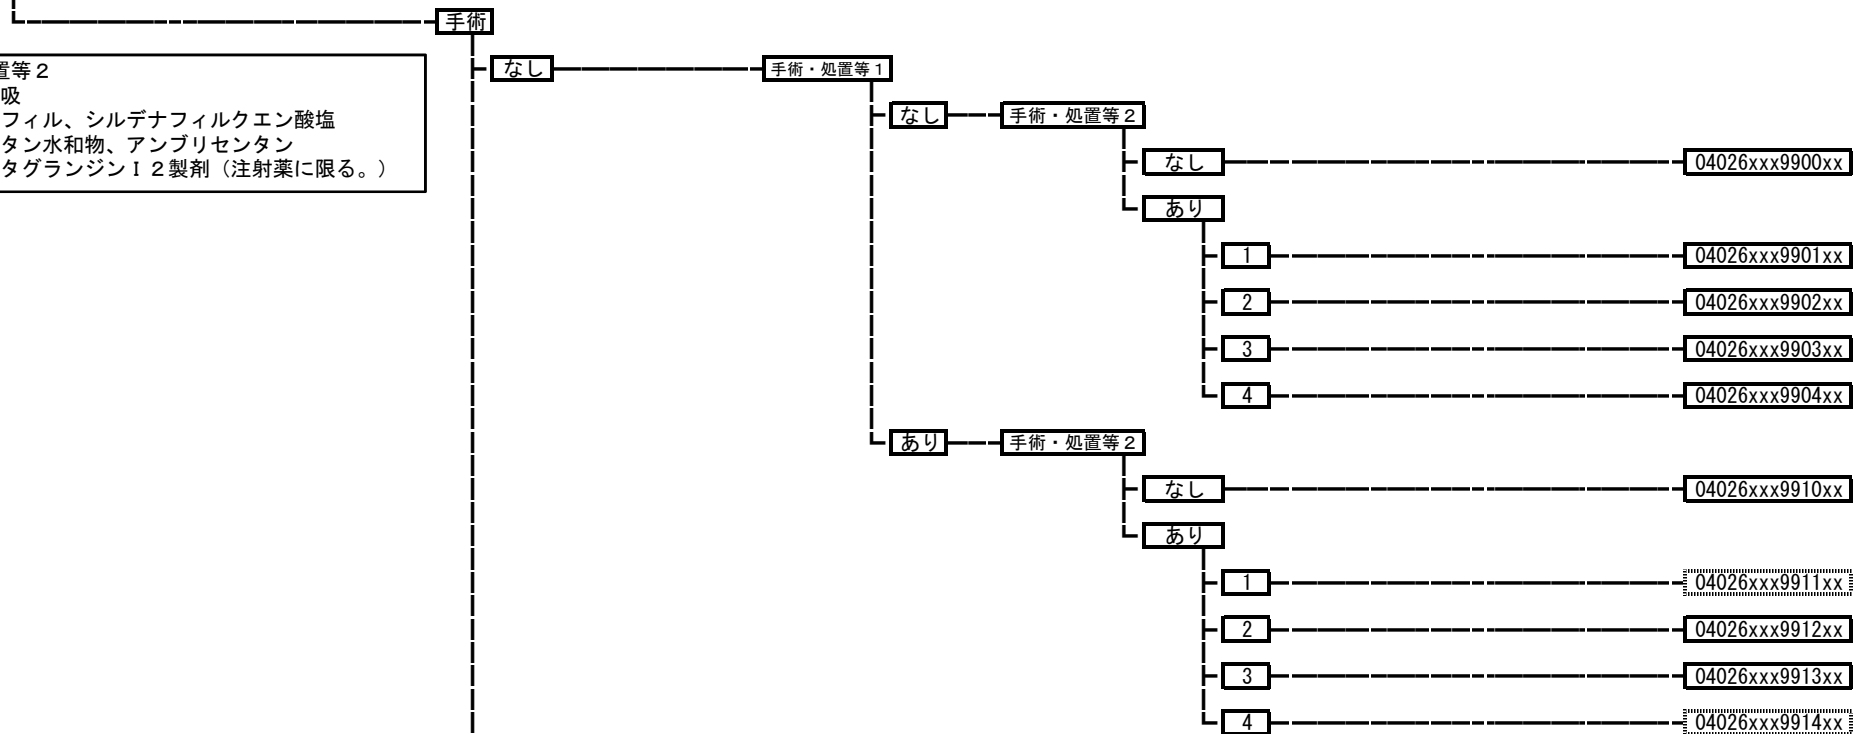 手術
置等２
吸
フィル、シルデナフィルクエン酸塩
タン水和物、アンブリセンタン
タグランジンＩ２製剤（注射薬に限る。）
なし
手術・処置等１
なし
手術・処置等２
なし
04026xxx9900xx
あり
1
04026xxx9901xx
2
04026xxx9902xx
3
04026xxx9903xx
4
04026xxx9904xx
あり
手術・処置等２
なし
04026xxx9910xx
あり
1
04026xxx9911xx
2
04026xxx9912xx
3
04026xxx9913xx
4
04026xxx9914xx